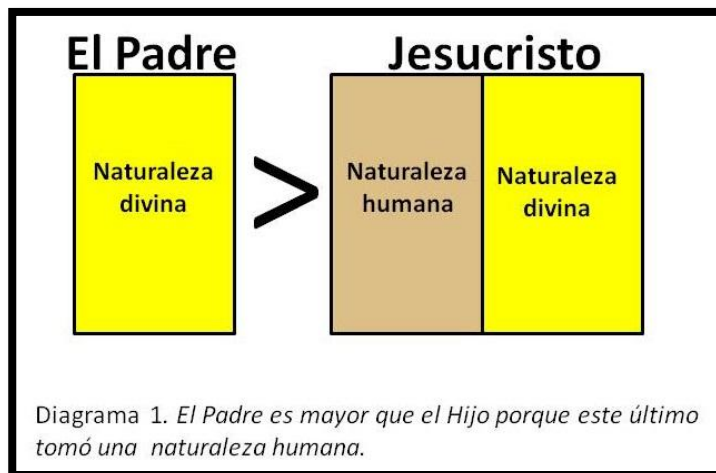 El Padre
Jesucristo
Naturaleza
divina
>
Naturaleza
humana
Naturaleza
divina
Diagrama 1. El Padre es mayor que el Hijo porque este último
tomó una naturaleza humana.